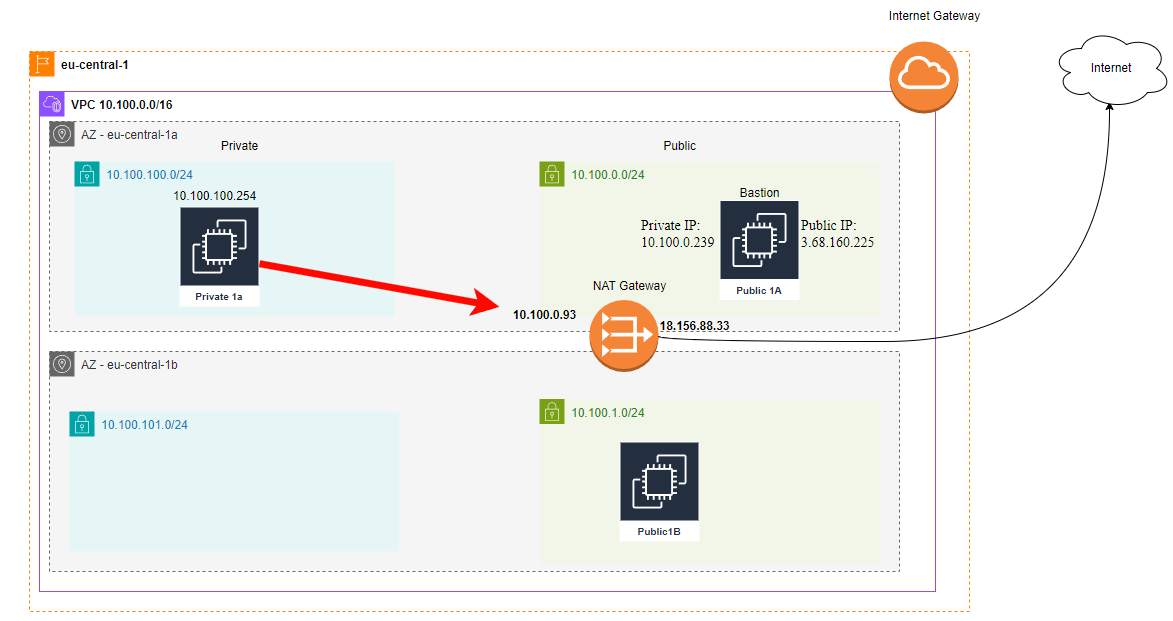 Internet Gateway
eu-central-1
Internet
VPC 10.100.0.0/16
AZ - eu-central-1a
Private
Public
10.100.100.0/24
10.100.0.0/24
10.100.100.254
Bastion
Private IP:
10.100.0.239
Public IP:
3.68.160.225
Private 1a
Public 1A
NAT Gateway
10.100.0.93
18.156.88.33
AZ - eu-central-1b
10.100.101.0/24
10.100.1.0/24
Public1B